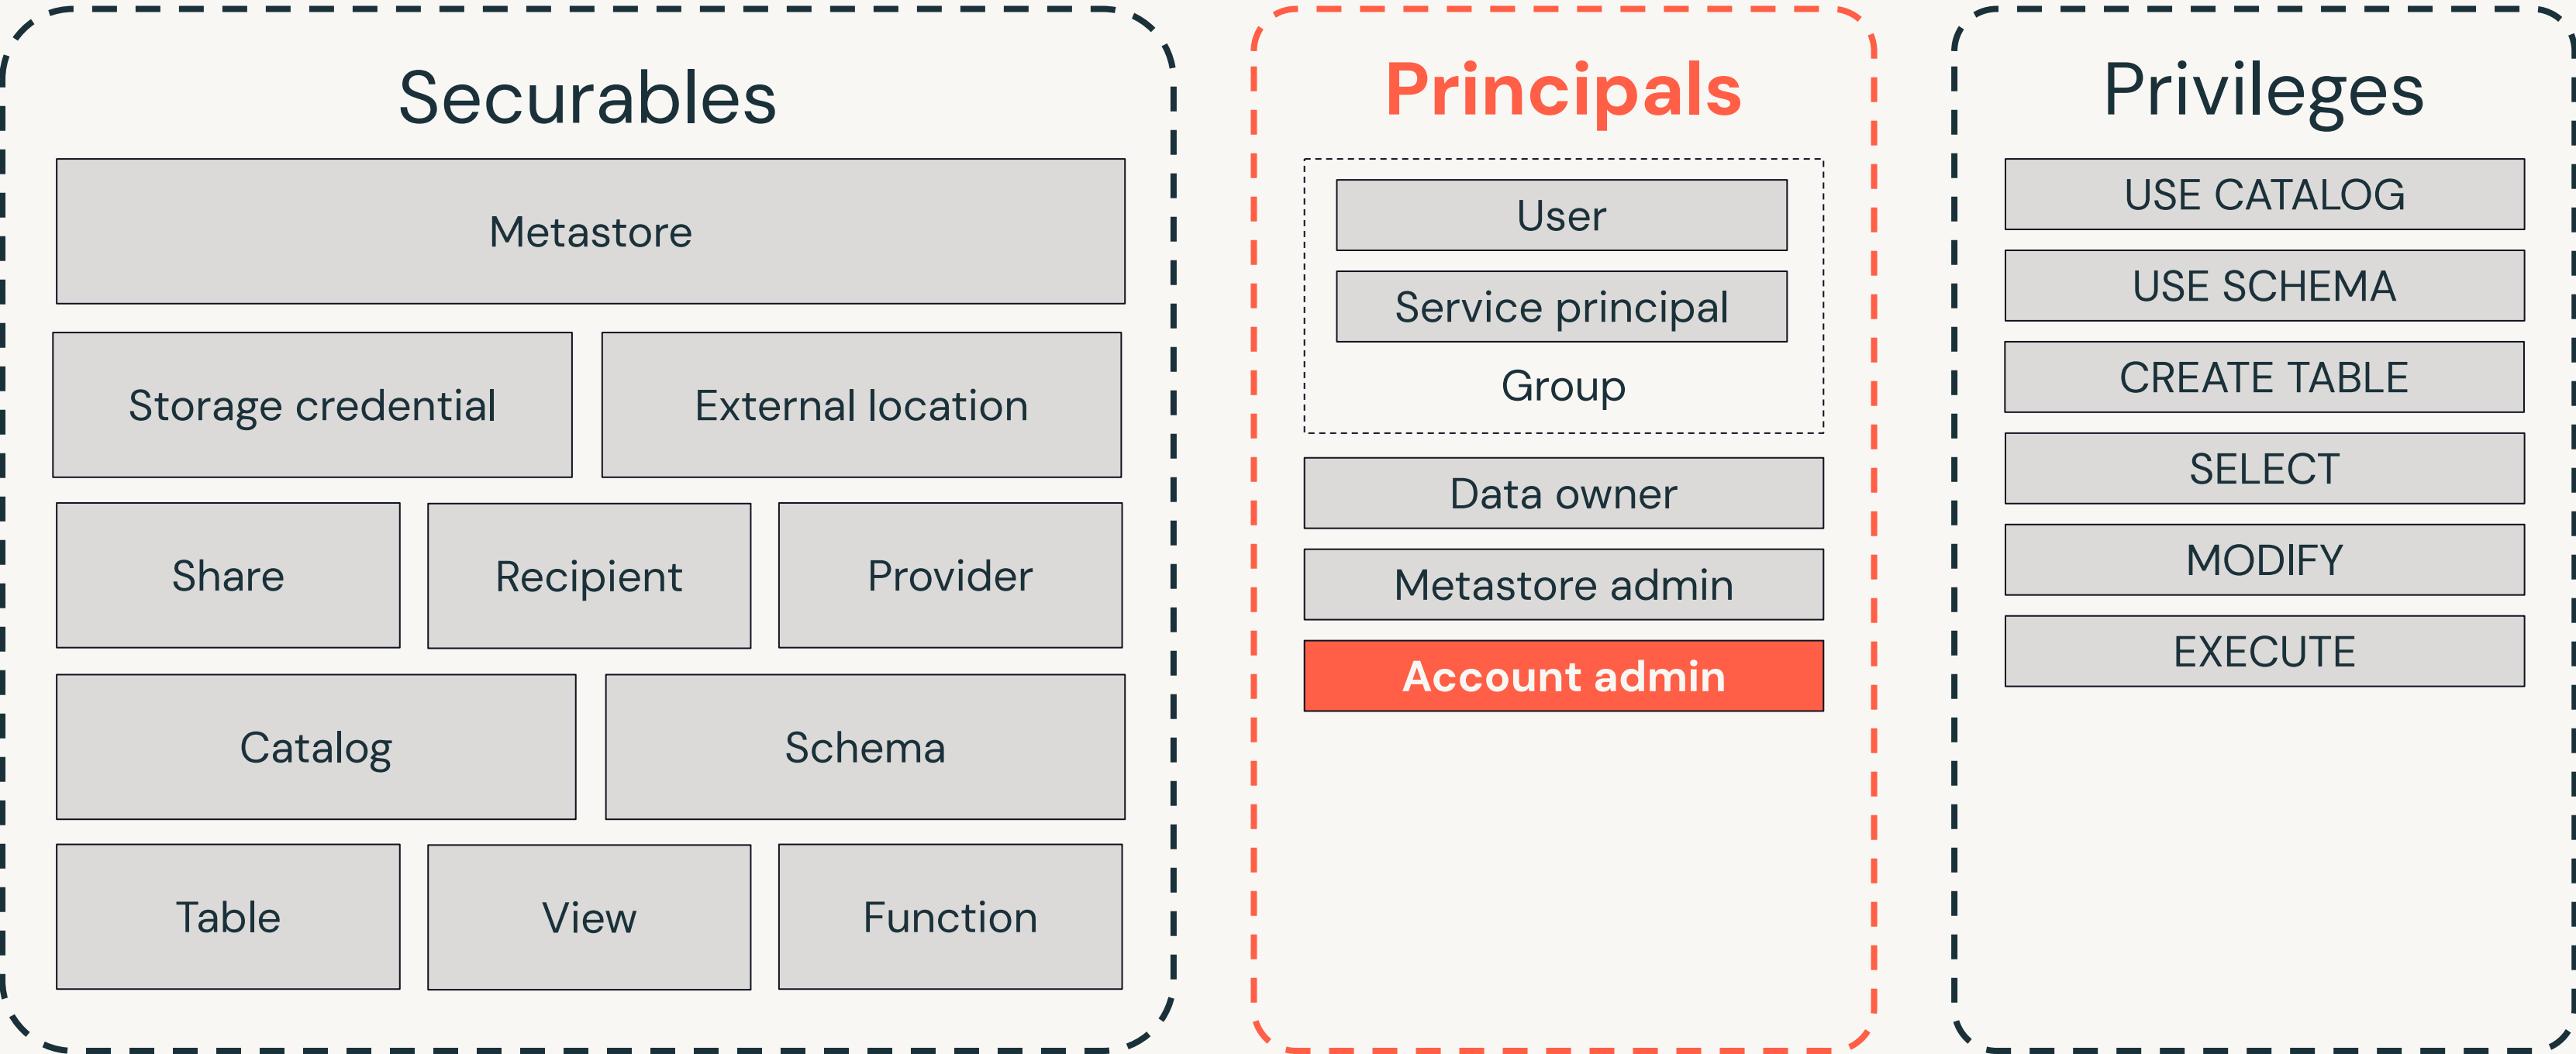 Securables
Metastore
Storage credential
External location
Share
Recipient
Provider
Catalog
Schema
Table
View
Function
Principals
User
Service principal
Group
Data owner
Metastore admin
Account admin
Privileges
USE CATALOG
USE SCHEMA
CREATE TABLE
SELECT
MODIFY
EXECUTE